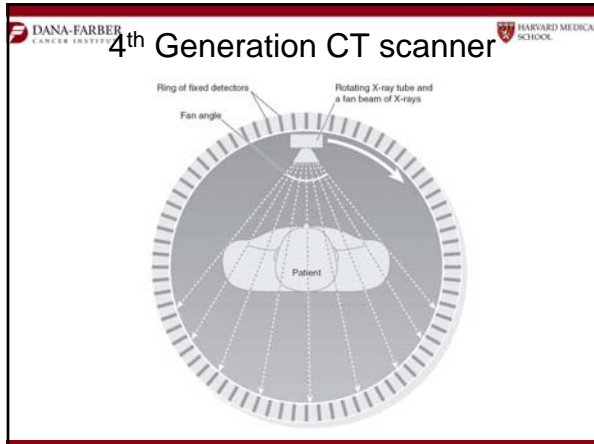 DANA-FARBER
CANCER INSTITUTE
4th Generation CT scanner
HARVARD MEDICAL
SCHOOL
Ring of fixed detectors
Rotating X-ray tube and
a fan beam of X-rays
Fan angle
Patient